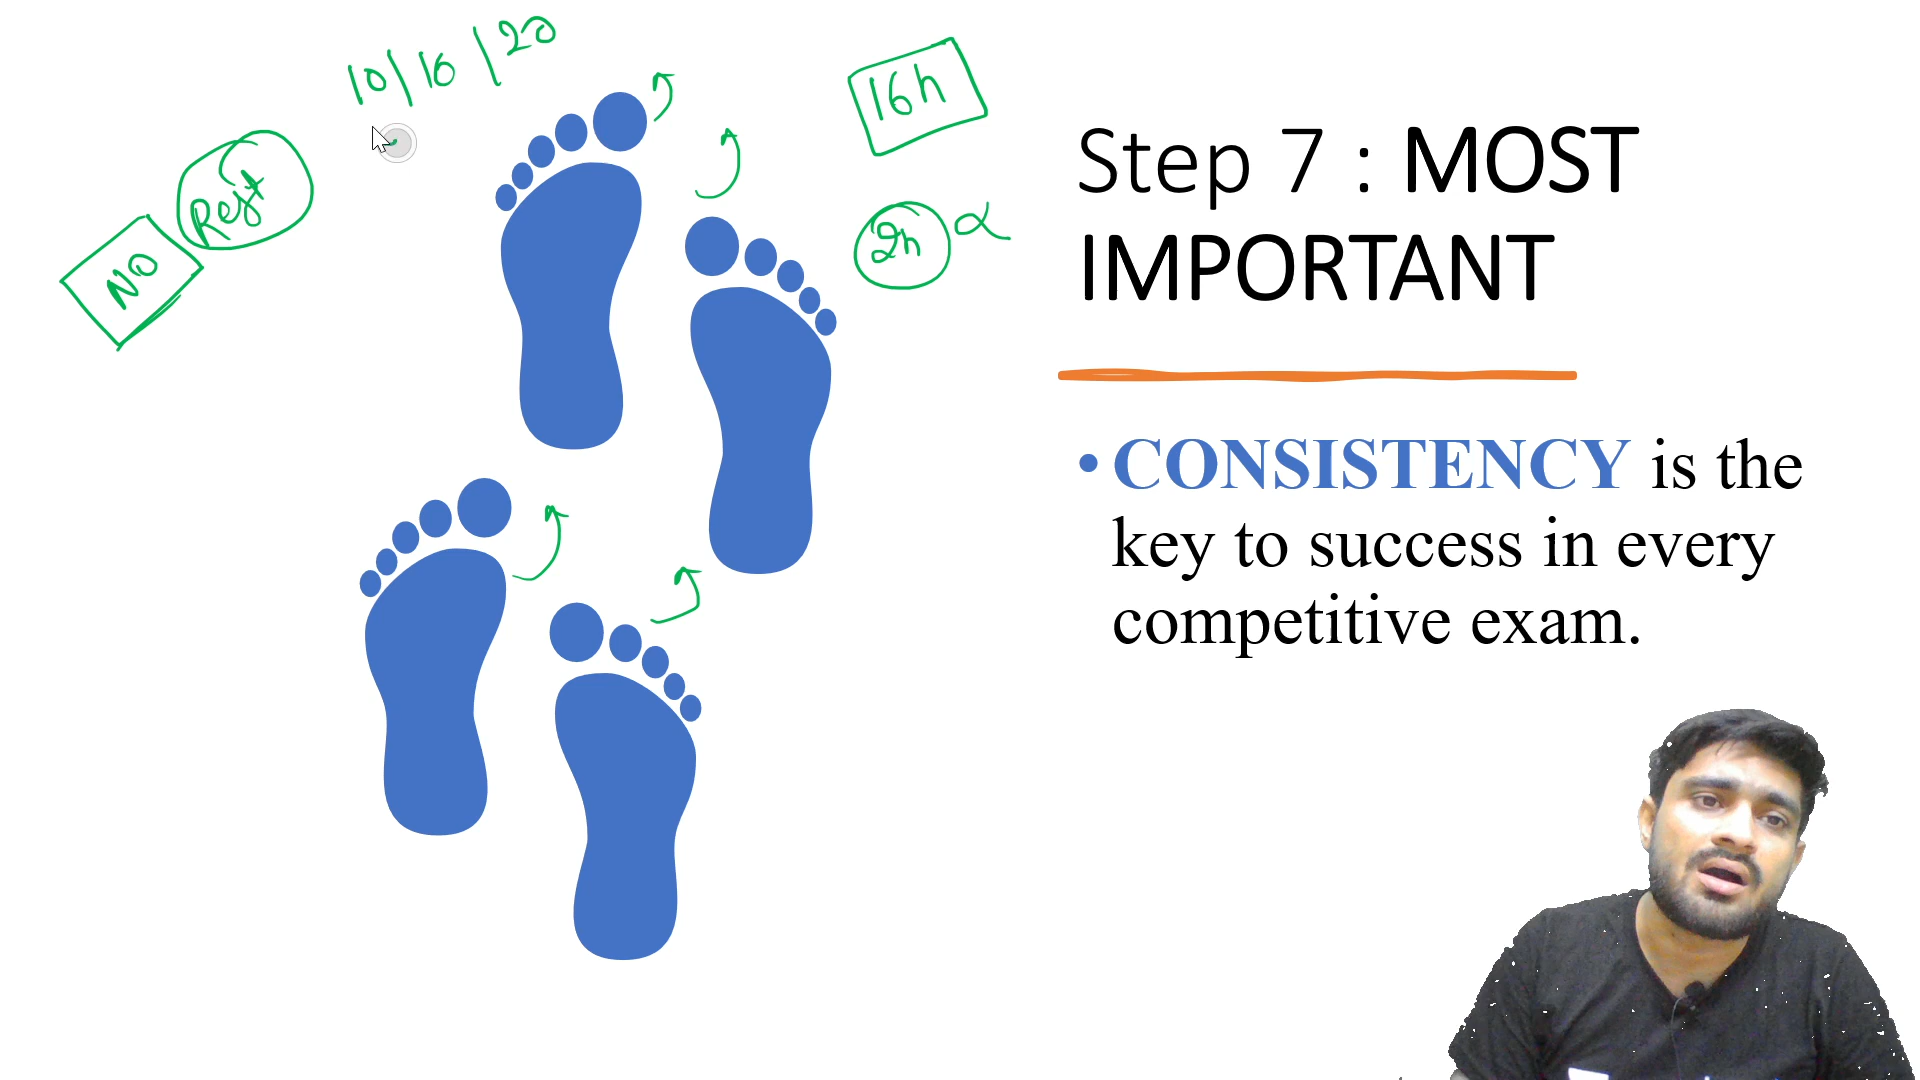 10/16/20
16h
Rest
NO
2h
Step 7 : MOST
IMPORTANT
• CONSISTENCY is the
key to success in every
competitive exam.